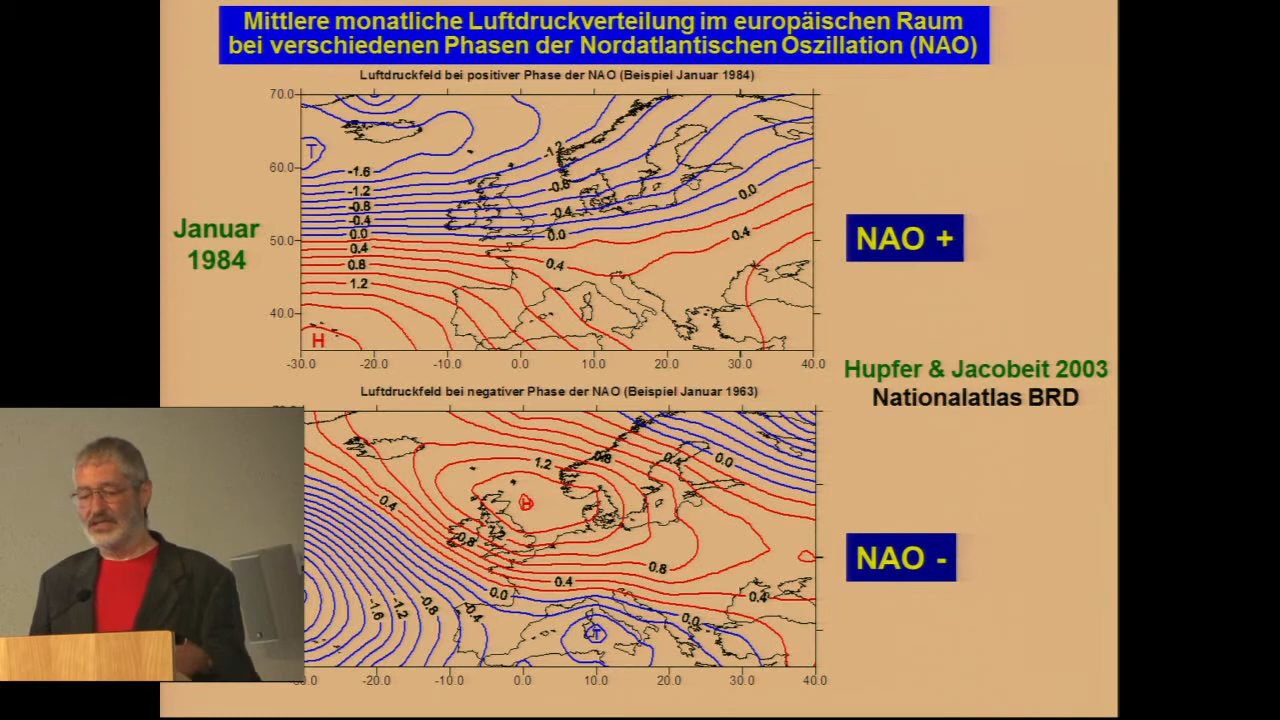 Mittlere monatliche Luftdruckverteilung im europäischen Raum
bei verschiedenen Phasen der Nordatlantischen Oszillation (NAO)
Luftdruckfeld bei positiver Phase der NAO (Beispiel Januar 1984)
70.0
60.0
50.0
40.0
T
-1.6
-1.2
-0.8
-0.4
0.0
0.4
0.8
1.2
H
-1.2
-0.8
-0.4
0.0
0.4
0.0
0.4
-30.0 -20.0 -10.0 0.0 10.0 20.0 30.0 40.0
Januar
1984
NAO +
Hupfer & Jacobeit 2003
Nationalatlas BRD
Luftdruckfeld bei negativer Phase der NAO (Beispiel Januar 1963)
1.2
0.8
0.4
0.0
0.4
H
1.2
0.8
0.8
0.4
0.0
0.4
-1.6
-1.2
-0.8
-0.4
0.0
T
-20.0 -10.0 0.0 10.0 20.0 30.0 40.0
NAO -